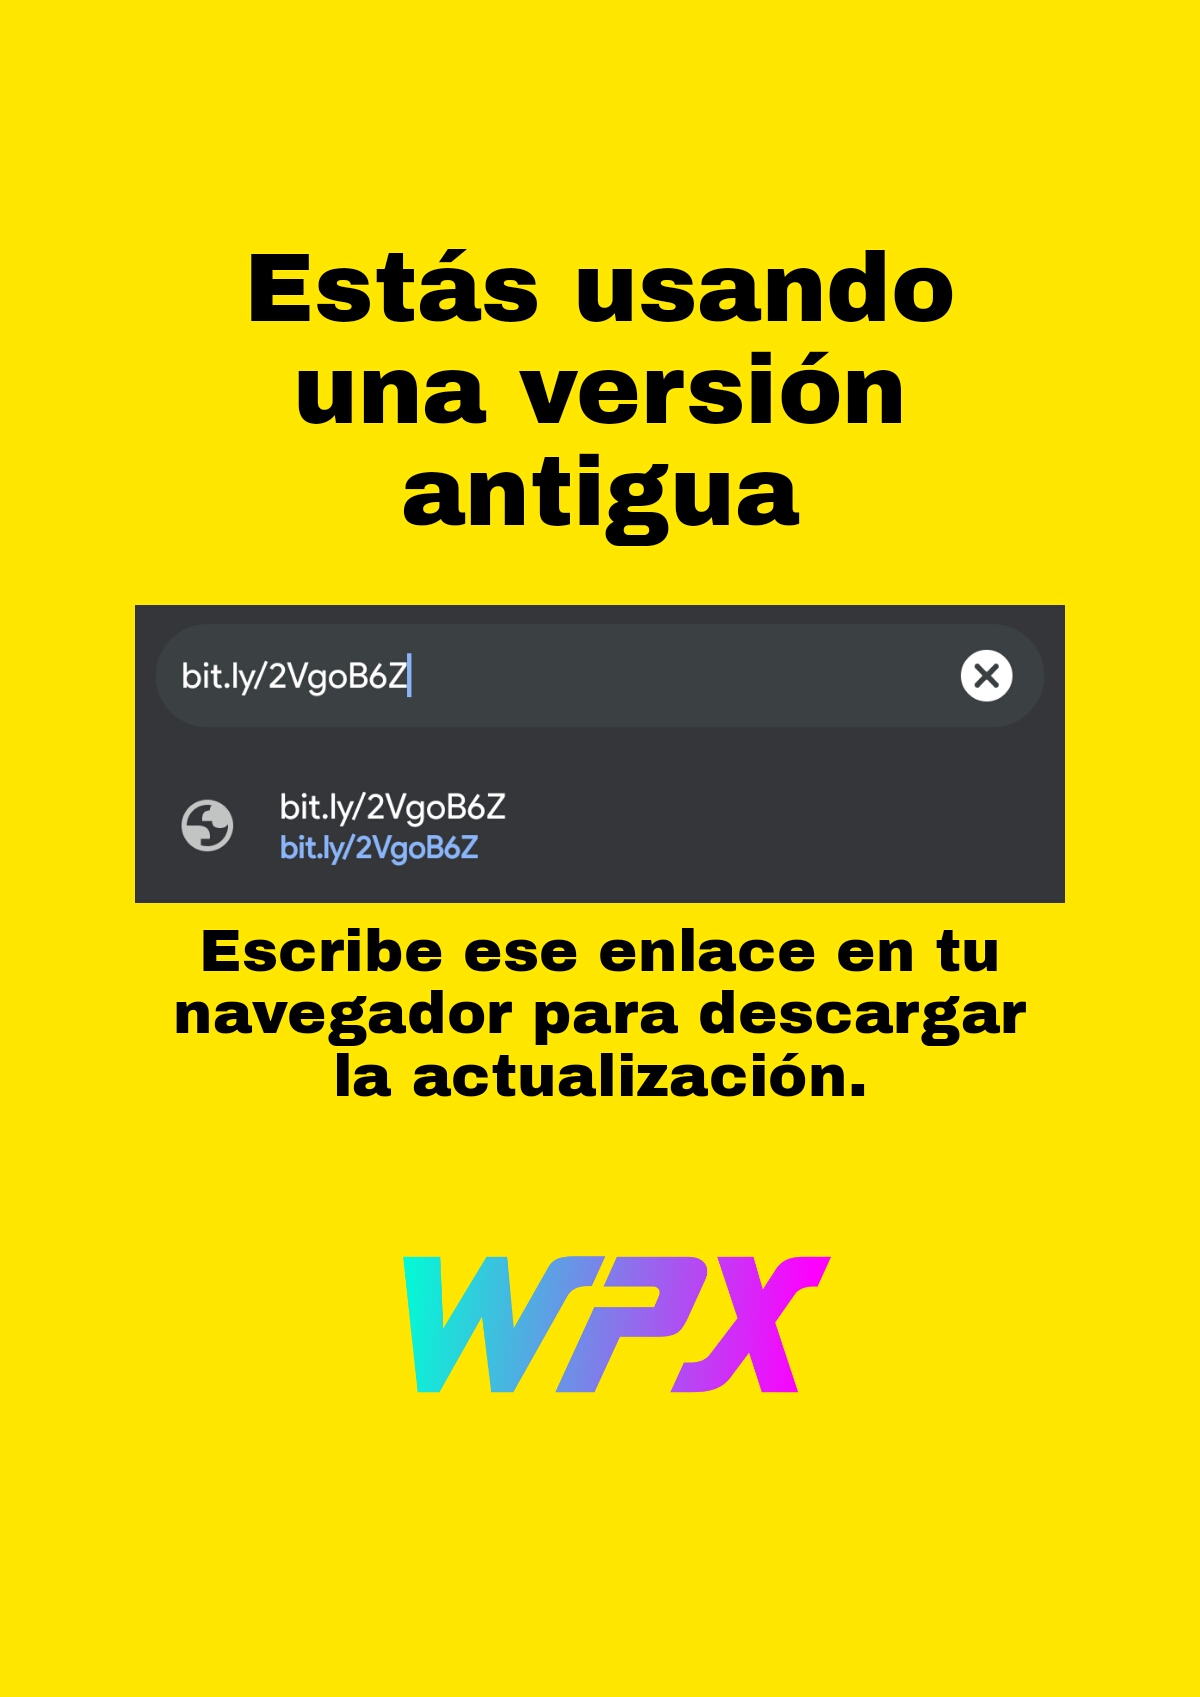 Estás usando
una versión
antigua
bit.ly/2VgoB6Z
bit.ly/2VgoB6Z
bit.ly/2VgoB6Z
Escribe ese enlace en tu
navegador para descargar
la actualización.
WPX